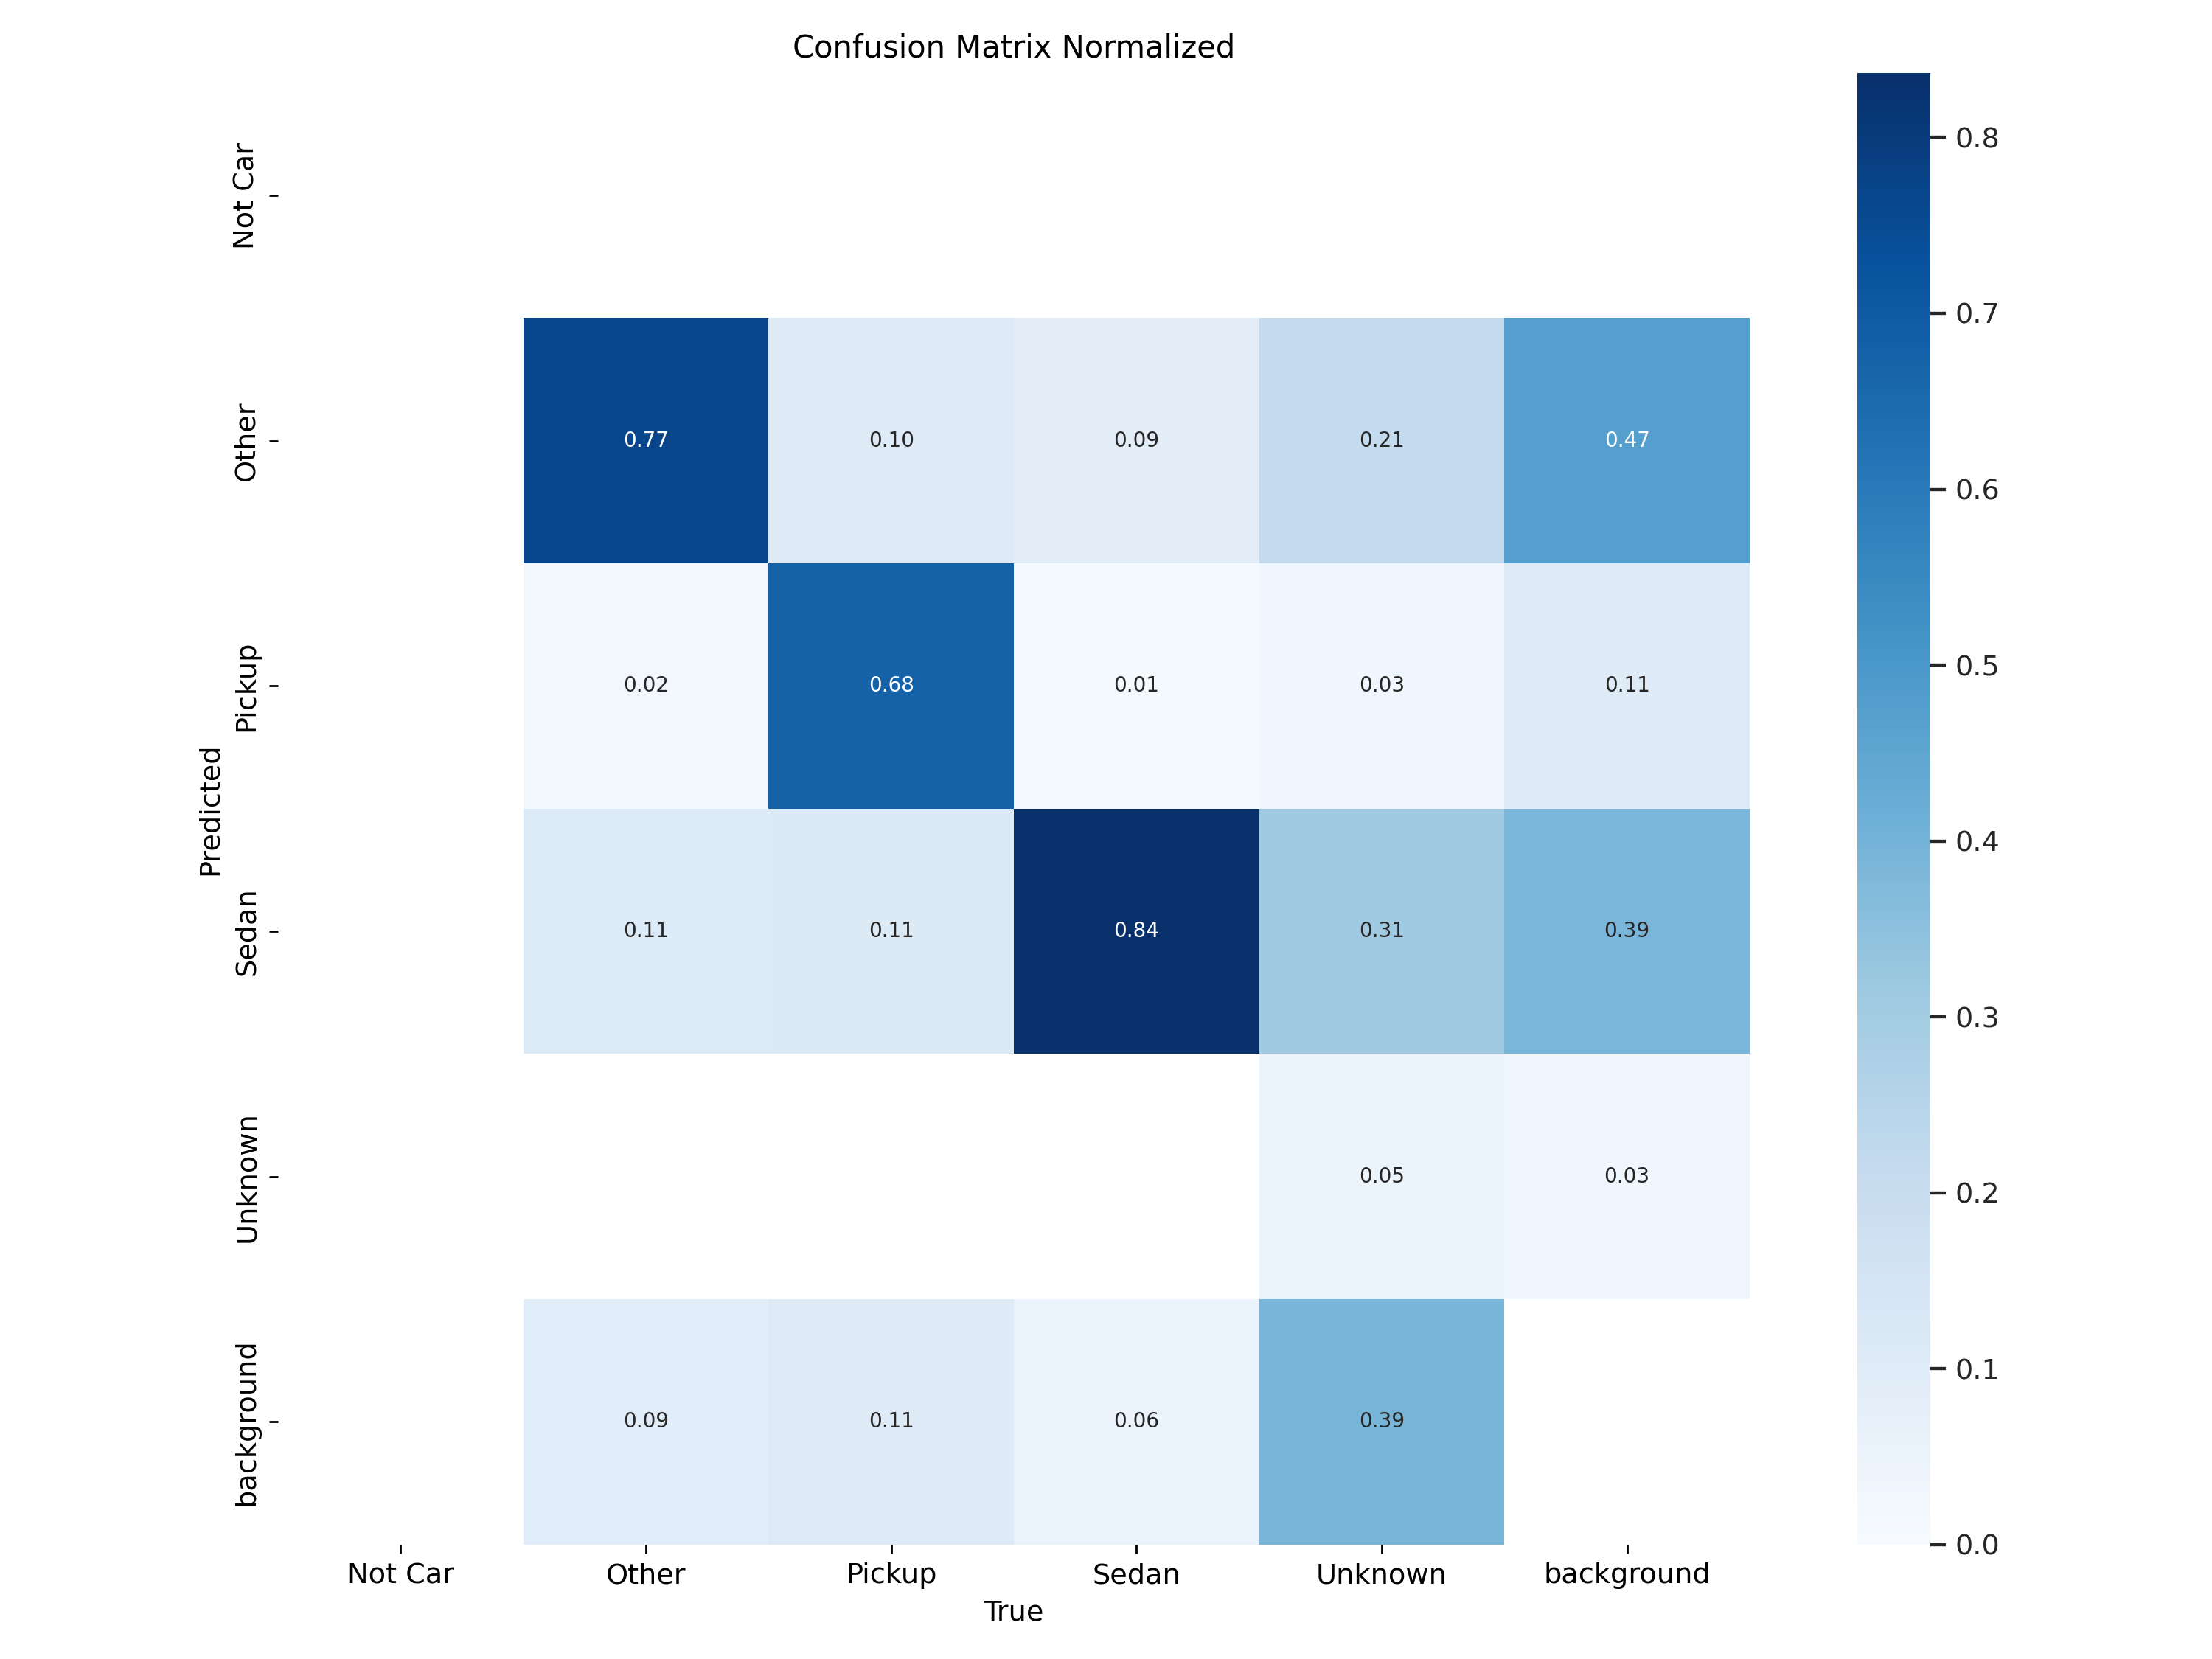 Confusion Matrix Normalized
Not Car
Other
Pickup
Sedan
Unknown
background
Predicted
0.77 0.10 0.09 0.21 0.47
0.02 0.68 0.01 0.03 0.11
0.11 0.11 0.84 0.31 0.39
0.05 0.03
0.09 0.11 0.06 0.39
Not Car Other Pickup Sedan Unknown background
True
0.8
0.7
0.6
0.5
0.4
0.3
0.2
0.1
0.0